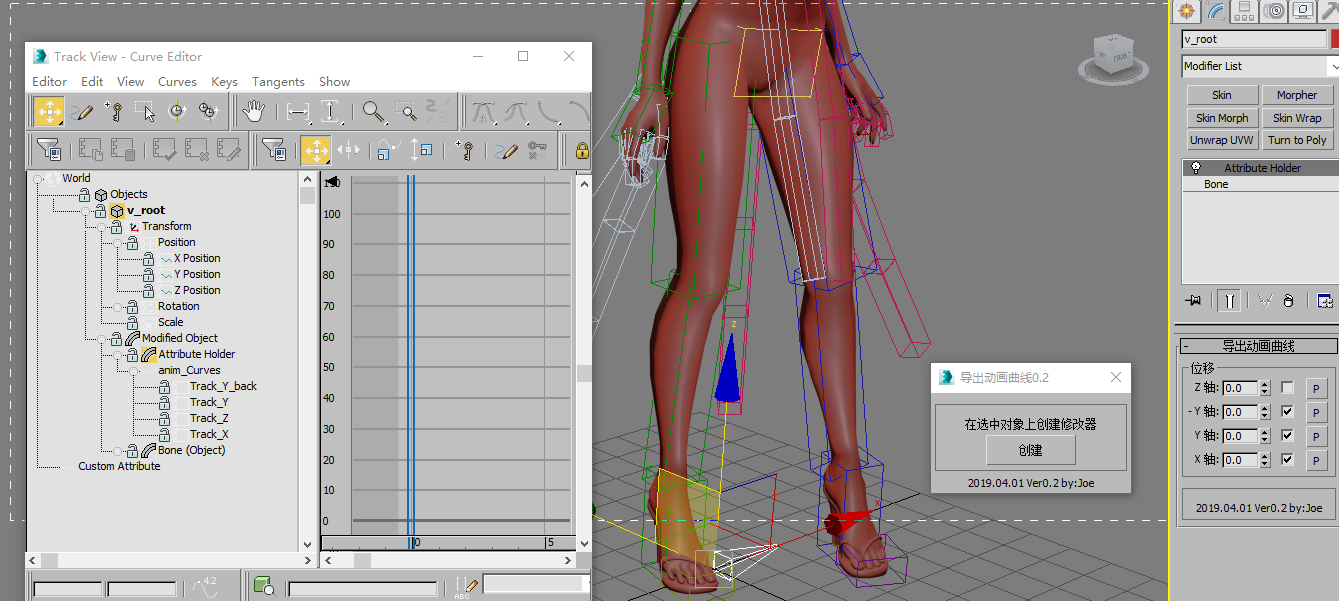 Track View - Curve Editor
Editor Edit View Curves Keys Tangents Show
World
Objects
v_root
Transform
Position
X Position
Y Position
Z Position
Rotation
Scale
Modified Object
Attribute Holder
anim_Curves
Track_Y_back
Track_Y
Track_Z
Track_X
Bone (Object)
Custom Attribute
100
90
80
70
60
50
40
30
20
10
0
0 5
4.2
ABC
z
x
FRONT
导出动画曲线0.2
在选中对象上创建修改器
创建
2019.04.01 Ver0.2 by:Joe
v_root
Modifier List
Skin Morpher
Skin Morph Skin Wrap
Unwrap UVW Turn to Poly
Attribute Holder
Bone
- 导出动画曲线
位移
Z 轴: 0.0 P
- Y 轴: 0.0 P
Y 轴: 0.0 P
X 轴: 0.0 P
2019.04.01 Ver0.2 by:Joe